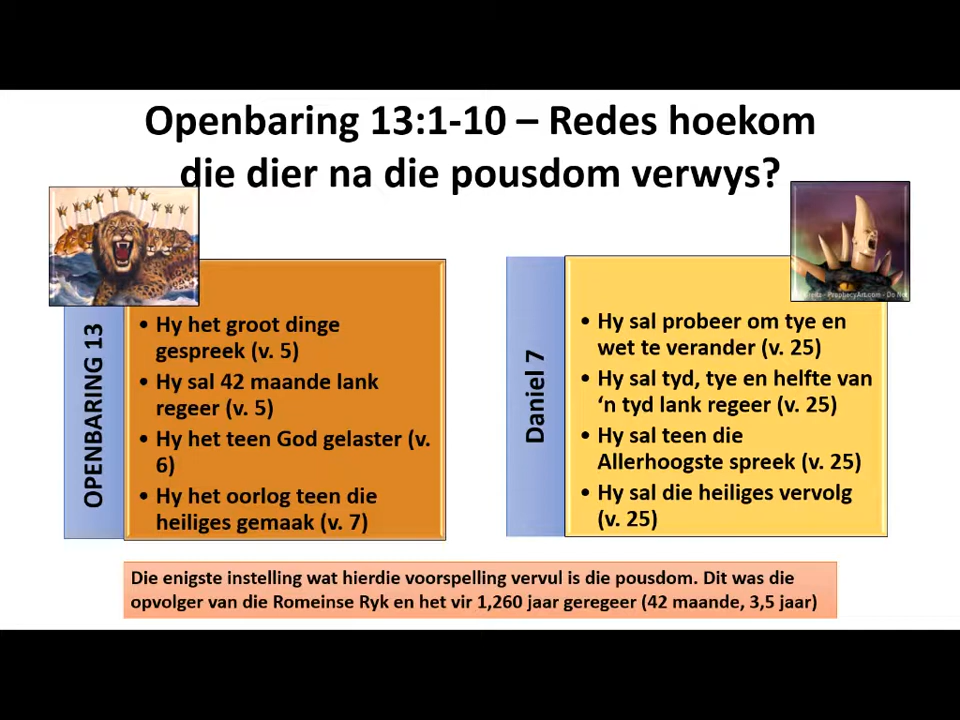 Openbaring 13:1-10 – Redes hoekom
die dier na die pousdom verwys?
OPENBARING 13
• Hy het groot dinge
gespreek (v. 5)
• Hy sal 42 maande lank
regeer (v. 5)
• Hy het teen God gelaster (v.
6)
• Hy het oorlog teen die
heiliges gemaak (v. 7)
Daniel 7
• Hy sal probeer om tye en
wet te verander (v. 25)
• Hy sal tyd, tye en helfte van
‘n tyd lank regeer (v. 25)
• Hy sal teen die
Allerhoogste spreek (v. 25)
• Hy sal die heiliges vervolg
(v. 25)
- ProphecyArt.com - Do No
Die enigste instelling wat hierdie voorspelling vervul is die pousdom. Dit was die
opvolger van die Romeinse Ryk en het vir 1,260 jaar geregeer (42 maande, 3,5 jaar)